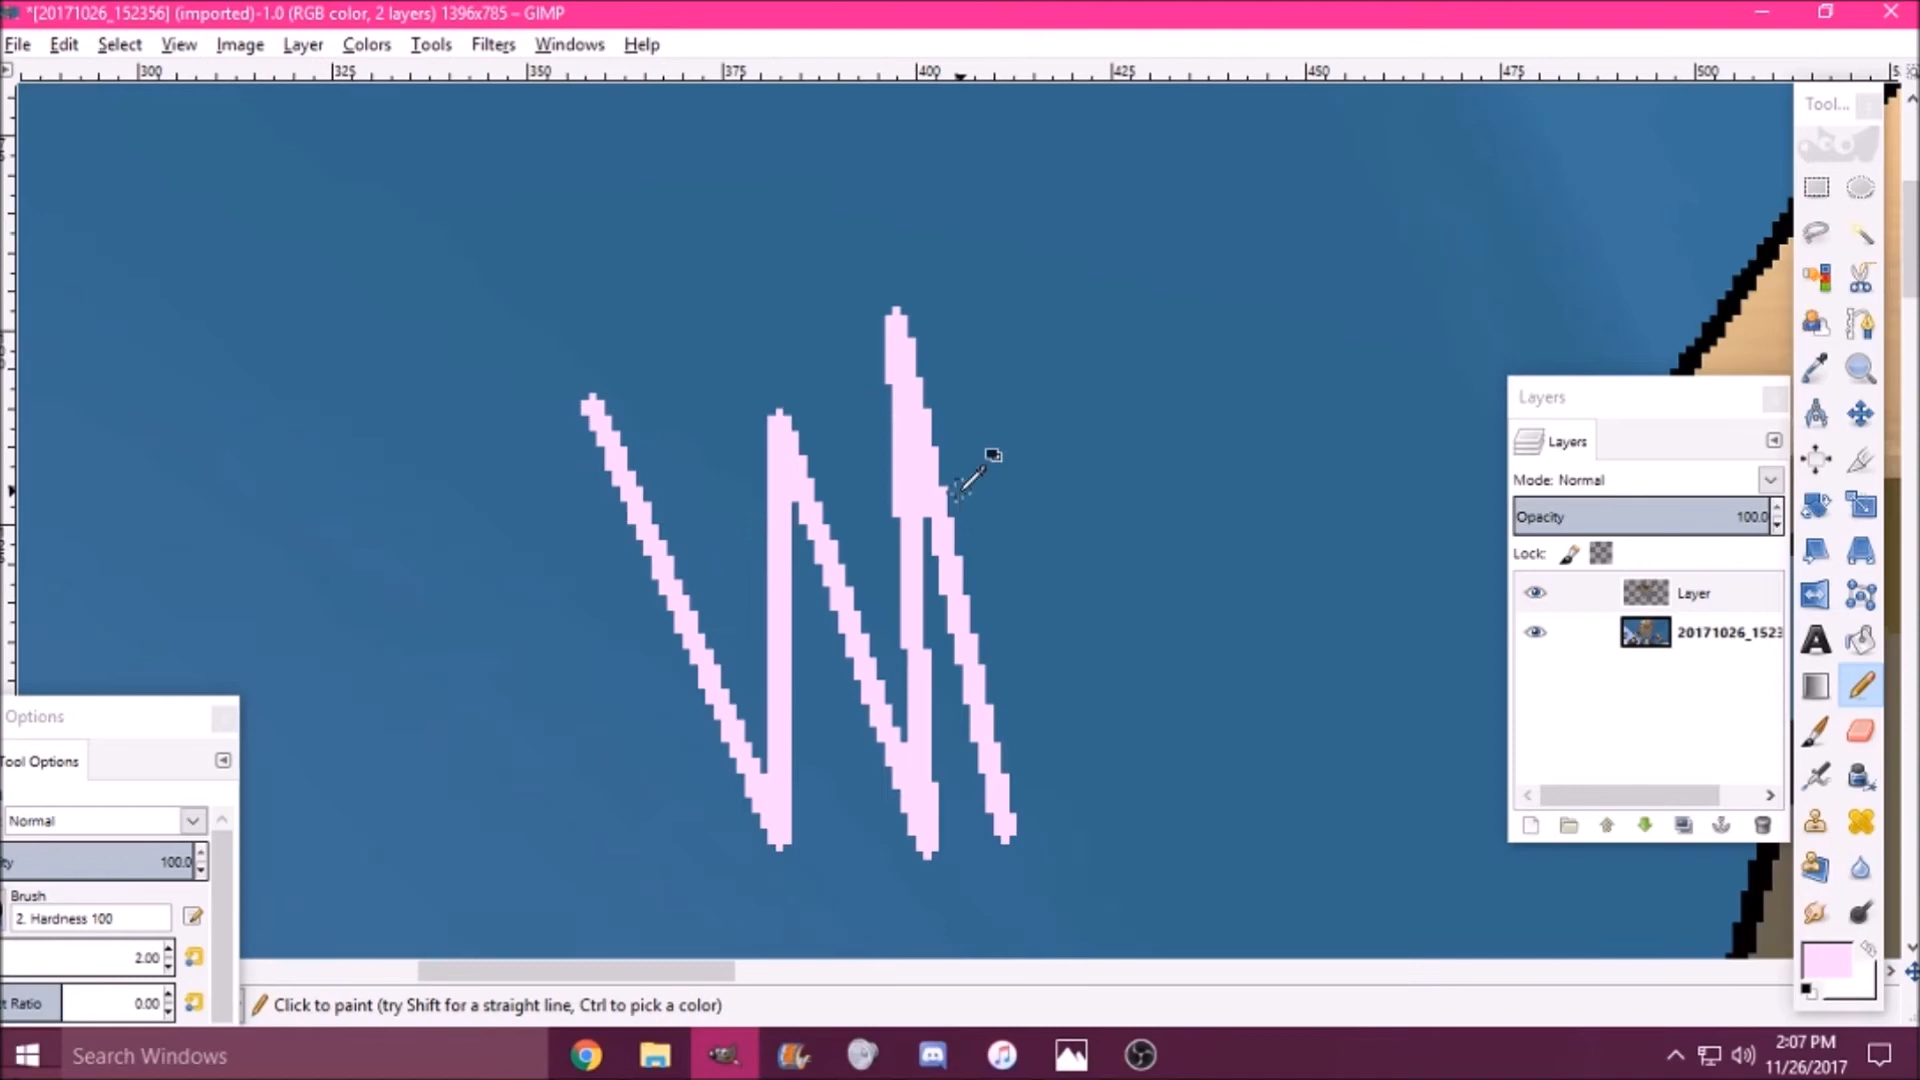 *[20171026_152356] (imported)-1.0 (RGB color, 2 layers) 1396x785 – GIMP
File Edit Select View Image Layer Colors Tools Filters Windows Help
300 325 350 375 400 425 450 475 500
Tool...
Layers
Layers
Mode: Normal
Opacity 100.0
Lock:
Layer
20171026_1523
Options
Tool Options
Normal
ty 100.0
Brush
2. Hardness 100
2.00
t Ratio 0.00
Click to paint (try Shift for a straight line, Ctrl to pick a color)
Search Windows
2:07 PM
11/26/2017